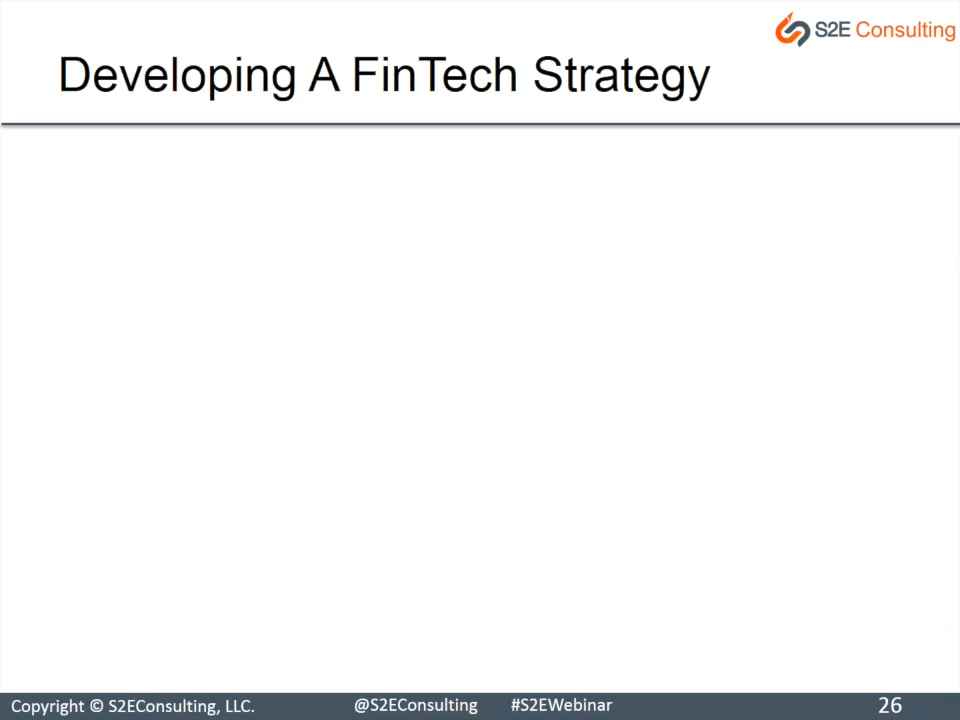 S2E Consulting
Developing A FinTech Strategy
Copyright © S2EConsulting, LLC. @S2EConsulting #S2EWebinar 26